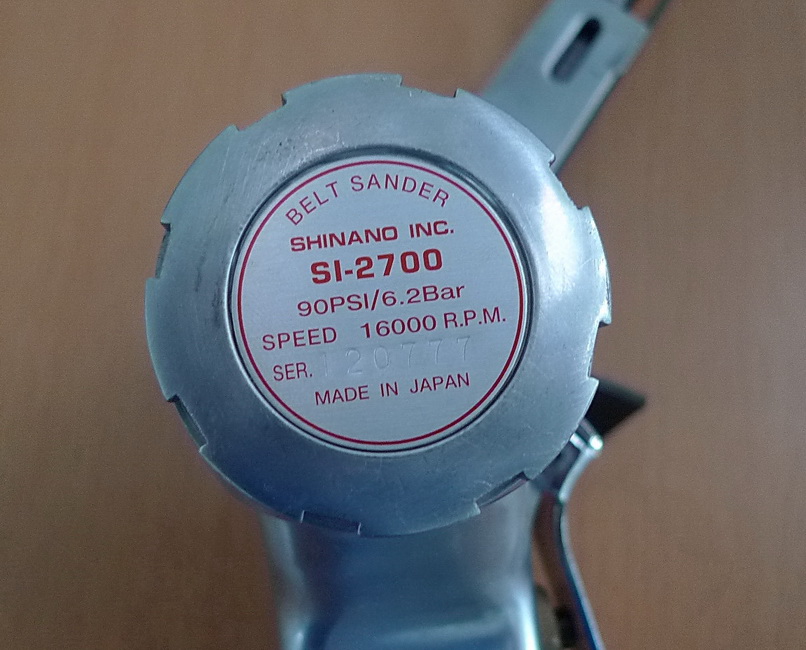 BELT SANDER
SHINANO INC.
SI-2700
90PSI/6.2Bar
SPEED 16000 R.P.M.
SER. 120777
MADE IN JAPAN